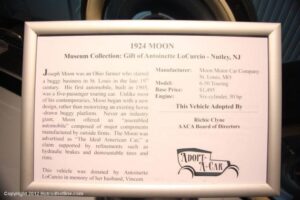 1924 MOON
Museum Collection: Gift of Antoinette LoCurcio - Nutley, NJ
Joseph Moon was an Ohio farmer who started
a buggy business in St. Louis in the late 19th
century. His first automobile, built in 1905,
was a five-passenger touring car. Unlike most
of his contemporaries, Moon began with a new
design, rather than motorizing an existing horse
drawn buggy platform. Never an industry
giant, Moon offered an "assembled
automobile" composed of major components
manufactured by outside firms. The Moon was
advertised as "The Ideal American Car," a
claim supported by refinements such as
hydraulic brakes and demountable tires and
rims.
This vehicle was donated by Antoinette
LoCurcio in memory of her husband, Vincent.
Manufacturer: Moon Motor Car Company
St. Louis, MO
Model: 6-50 Touring
Base Price: $1,495
Engine: Six-cylinder, 50 hp
This Vehicle Adopted By
Richie Clyne
AACA Board of Directors
ADOPT-
A-CAR